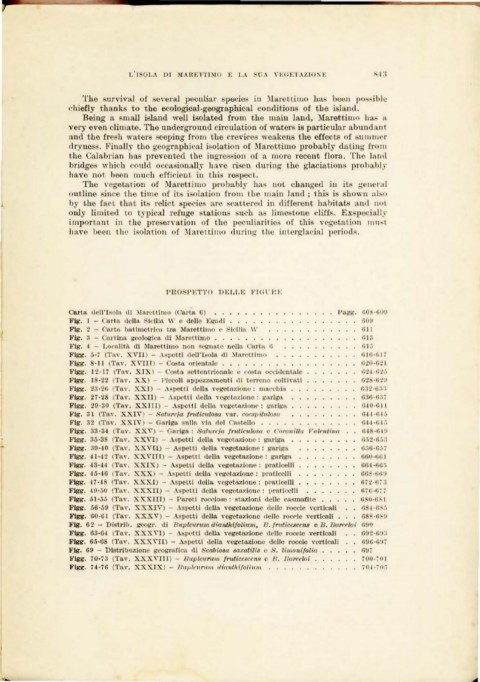 L'ISOLA DI MARETTIMO E LA SUA VEGETAZIONE 843
The survival of several peculiar species in Marettimo has been possible
chiefly thanks to the ecological-geographical conditions of the island.
Being a small island well isolated from the main land, Marettimo has a
very even climate. The underground circulation of waters is particular abundant
and the fresh waters seeping from the crevices weakens the effects of summer
dryness. Finally the geographical isolation of Marettimo probably dating from
the Calabrian has prevented the ingression of a more recent flora. The land
bridges which could occasionally have risen during the glaciations probably
have not been much efficient in this respect.
The vegetation of Marettimo probably has not changed in its general
outline since the time of its isolation from the main land ; this is shown also
by the fact that its relict species are scattered in different habitats and not
only limited to typical refuge stations such as limestone cliffs. Exspecially
important in the preservation of the peculiarities of this vegetation must
have been the isolation of Marettimo during the interglacial periods.
PROSPETTO DELLE FIGURE
Carta dell'Isola di Marettimo (Carta 6) . . . . . . . . . . Pagg. 608-609
Fig. 1 – Carta della Sicilia W e delle Egadi . . . . . . . . . . 609
Fig. 2 – Carta batimetrica tra Marettimo e Sicilia W . . . . . . . . . . 611
Fig. 3 – Cartina geologica di Marettimo . . . . . . . . . . 613
Fig. 4 – Località di Marettimo non segnate nella Carta 6 . . . . . . . . . . 615
Figg. 5-7 (Tav. XVII) – Aspetti dell'Isola di Marettimo . . . . . . . . . . 616-617
Figg. 8-11 (Tav. XVIII) – Costa orientale . . . . . . . . . . 620-621
Figg. 12-17 (Tav. XIX) – Costa settentrionale e costa occidentale . . . . . . . 624-625
Figg. 18-22 (Tav. XX) – Piccoli appezzamenti di terreno coltivati . . . . . . . 628-629
Figg. 23-26 (Tav. XXI) – Aspetti della vegetazione : macchia . . . . . . . . . 632-633
Figg. 27-28 (Tav. XXII) – Aspetti della vegetazione : gariga . . . . . . . . . 636-637
Figg. 29-30 (Tav. XXIII) – Aspetti della vegetazione : gariga . . . . . . . . . 640-641
Fig. 31 (Tav. XXIV) – Satureja fruticulosa var. cospitulosa . . . . . . . . . 644-645
Fig. 32 (Tav. XXIV) – Gariga sulla via del Castello . . . . . . . . . . 644-645
Figg. 33-34 (Tav. XXV) – Gariga : Satureja fruticulosa e Coronilla Valentina . . 648-649
Figg. 35-38 (Tav. XXVI) – Aspetti della vegetazione : gariga . . . . . . . . . 652-653
Figg. 39-40 (Tav. XXVII) – Aspetti della vegetazione : gariga . . . . . . . . 656-657
Figg. 41-42 (Tav. XXVIII) – Aspetti della vegetazione : gariga . . . . . . . . 660-661
Figg. 43-44 (Tav. XXIX) – Aspetti della vegetazione : praticelli . . . . . . . . 664-665
Figg. 45-46 (Tav. XXX) – Aspetti della vegetazione : praticelli . . . . . . . . 668-669
Figg. 47-48 (Tav. XXXI) – Aspetti della vegetazione : praticelli . . . . . . . . 672-673
Figg. 49-50 (Tav. XXXII) – Aspetti della vegetazione : praticelli . . . . . . . 676-677
Figg. 51-55 (Tav. XXXIII) – Pareti rocciose : stazioni delle casmofite . . . . . 680-681
Figg. 56-59 (Tav. XXXIV) – Aspetti della vegetazione delle roccie verticali . . 684-685
Figg. 60-61 (Tav. XXXV) – Aspetti della vegetazione delle roccie verticali . . . 688-689
Fig. 62 – Distrib. geogr. di Bupleurum dianthifolium, B. fruticescens e B. Barceloi 690
Figg. 63-64 (Tav. XXXVI) – Aspetti della vegetazione delle roccie verticali . . 692-693
Figg. 65-68 (Tav. XXXVII) – Aspetti della vegetazione delle roccie verticali . . 696-697
Fig. 69 – Distribuzione geografica di Scabiosa saxatilis e S. limonifolia . . . . . 697
Figg. 70-73 (Tav. XXXVIII) – Bupleurum fruticescens e B. Barceloi . . . . . . 700-701
Figg. 74-76 (Tav. XXXIX) – Bupleurum dianthifolium . . . . . . . . . . 704-705